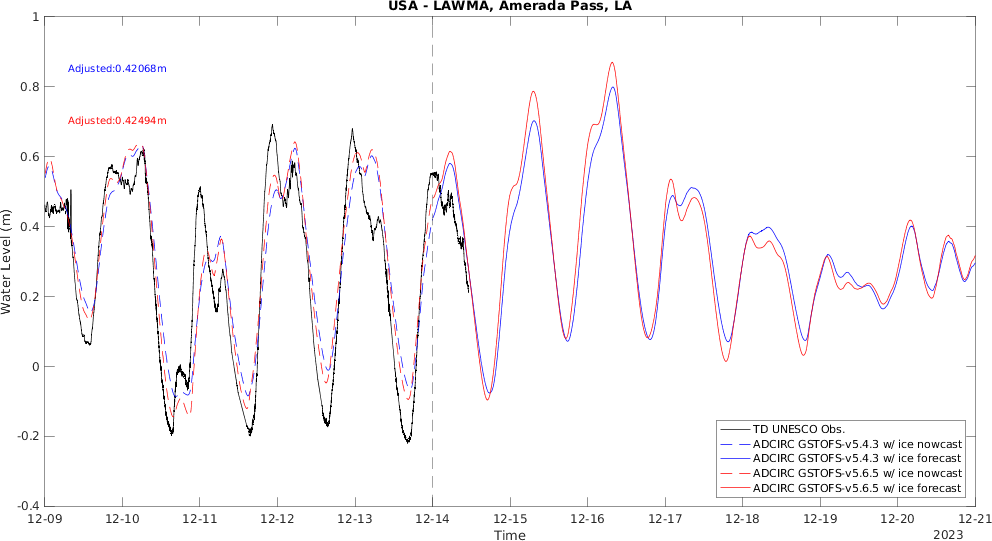 USA - LAWMA, Amerada Pass, LA
1
0.8
0.6
0.4
0.2
0
-0.2
-0.4
Water Level (m)
Adjusted:0.42068m
Adjusted:0.42494m
TD UNESCO Obs.
ADCIRC GSTOFS-v5.4.3 w/ ice nowcast
ADCIRC GSTOFS-v5.4.3 w/ ice forecast
ADCIRC GSTOFS-v5.6.5 w/ ice nowcast
ADCIRC GSTOFS-v5.6.5 w/ ice forecast
12-09 12-10 12-11 12-12 12-13 12-14 12-15 12-16 12-17 12-18 12-19 12-20 12-21
Time
2023